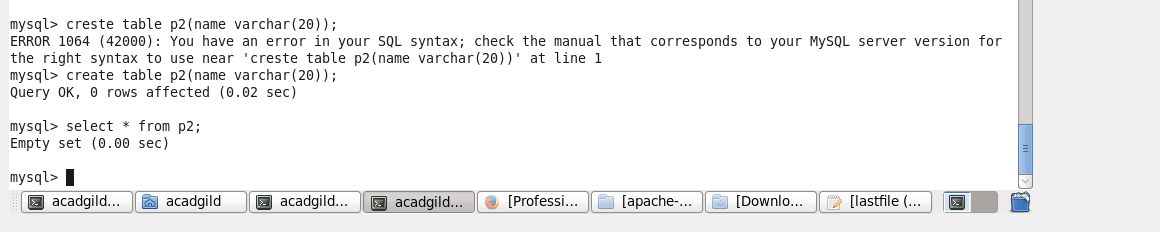 mysql> creste table p2(name varchar(20));
ERROR 1064 (42000): You have an error in your SQL syntax; check the manual that corresponds to your MySQL server version for
the right syntax to use near 'creste table p2(name varchar(20))' at line 1
mysql> create table p2(name varchar(20));
Query OK, 0 rows affected (0.02 sec)
mysql> select * from p2;
Empty set (0.00 sec)
mysql>
acadgild... acadgild acadgild... acadgild... [Professi... [apache-... [Downlo... [lastfile (...